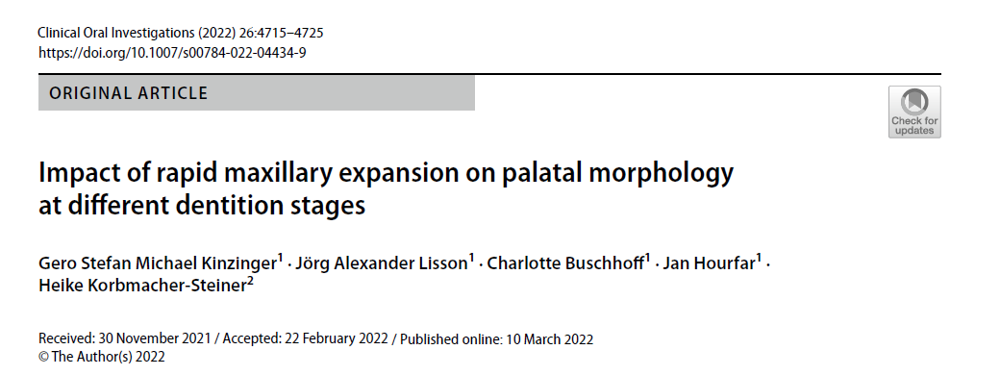 Clinical Oral Investigations (2022) 26:4715–4725
https://doi.org/10.1007/s00784-022-04434-9
ORIGINAL ARTICLE
Check for
updates
Impact of rapid maxillary expansion on palatal morphology
at different dentition stages
Gero Stefan Michael Kinzinger1 · Jörg Alexander Lisson1 · Charlotte Buschhoff1 · Jan Hourfar1 ·
Heike Korbmacher-Steiner2
Received: 30 November 2021 / Accepted: 22 February 2022 / Published online: 10 March 2022
© The Author(s) 2022